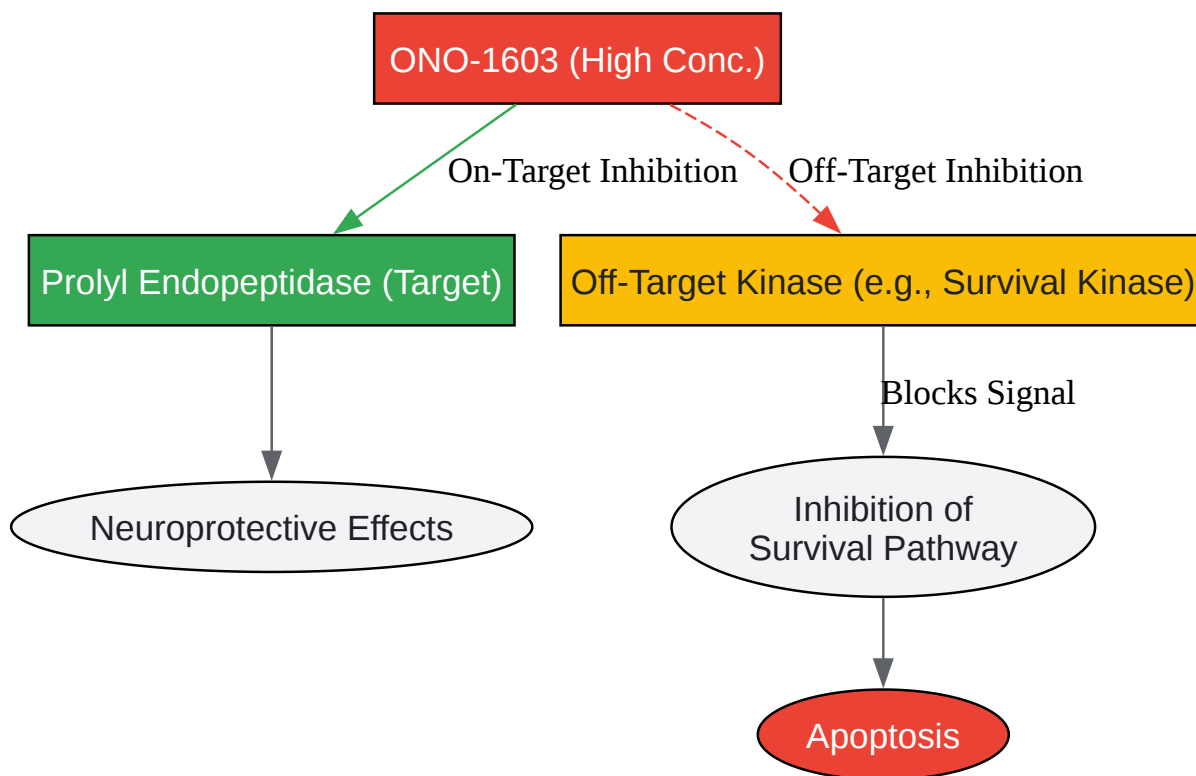 ONO-1603 (High Conc.)
On-Target Inhibition
Off-Target Inhibition
Prolyl Endopeptidase (Target)
Off-Target Kinase (e.g., Survival Kinase)
Blocks Signal
Neuroprotective Effects
Inhibition of
Survival Pathway
Apoptosis